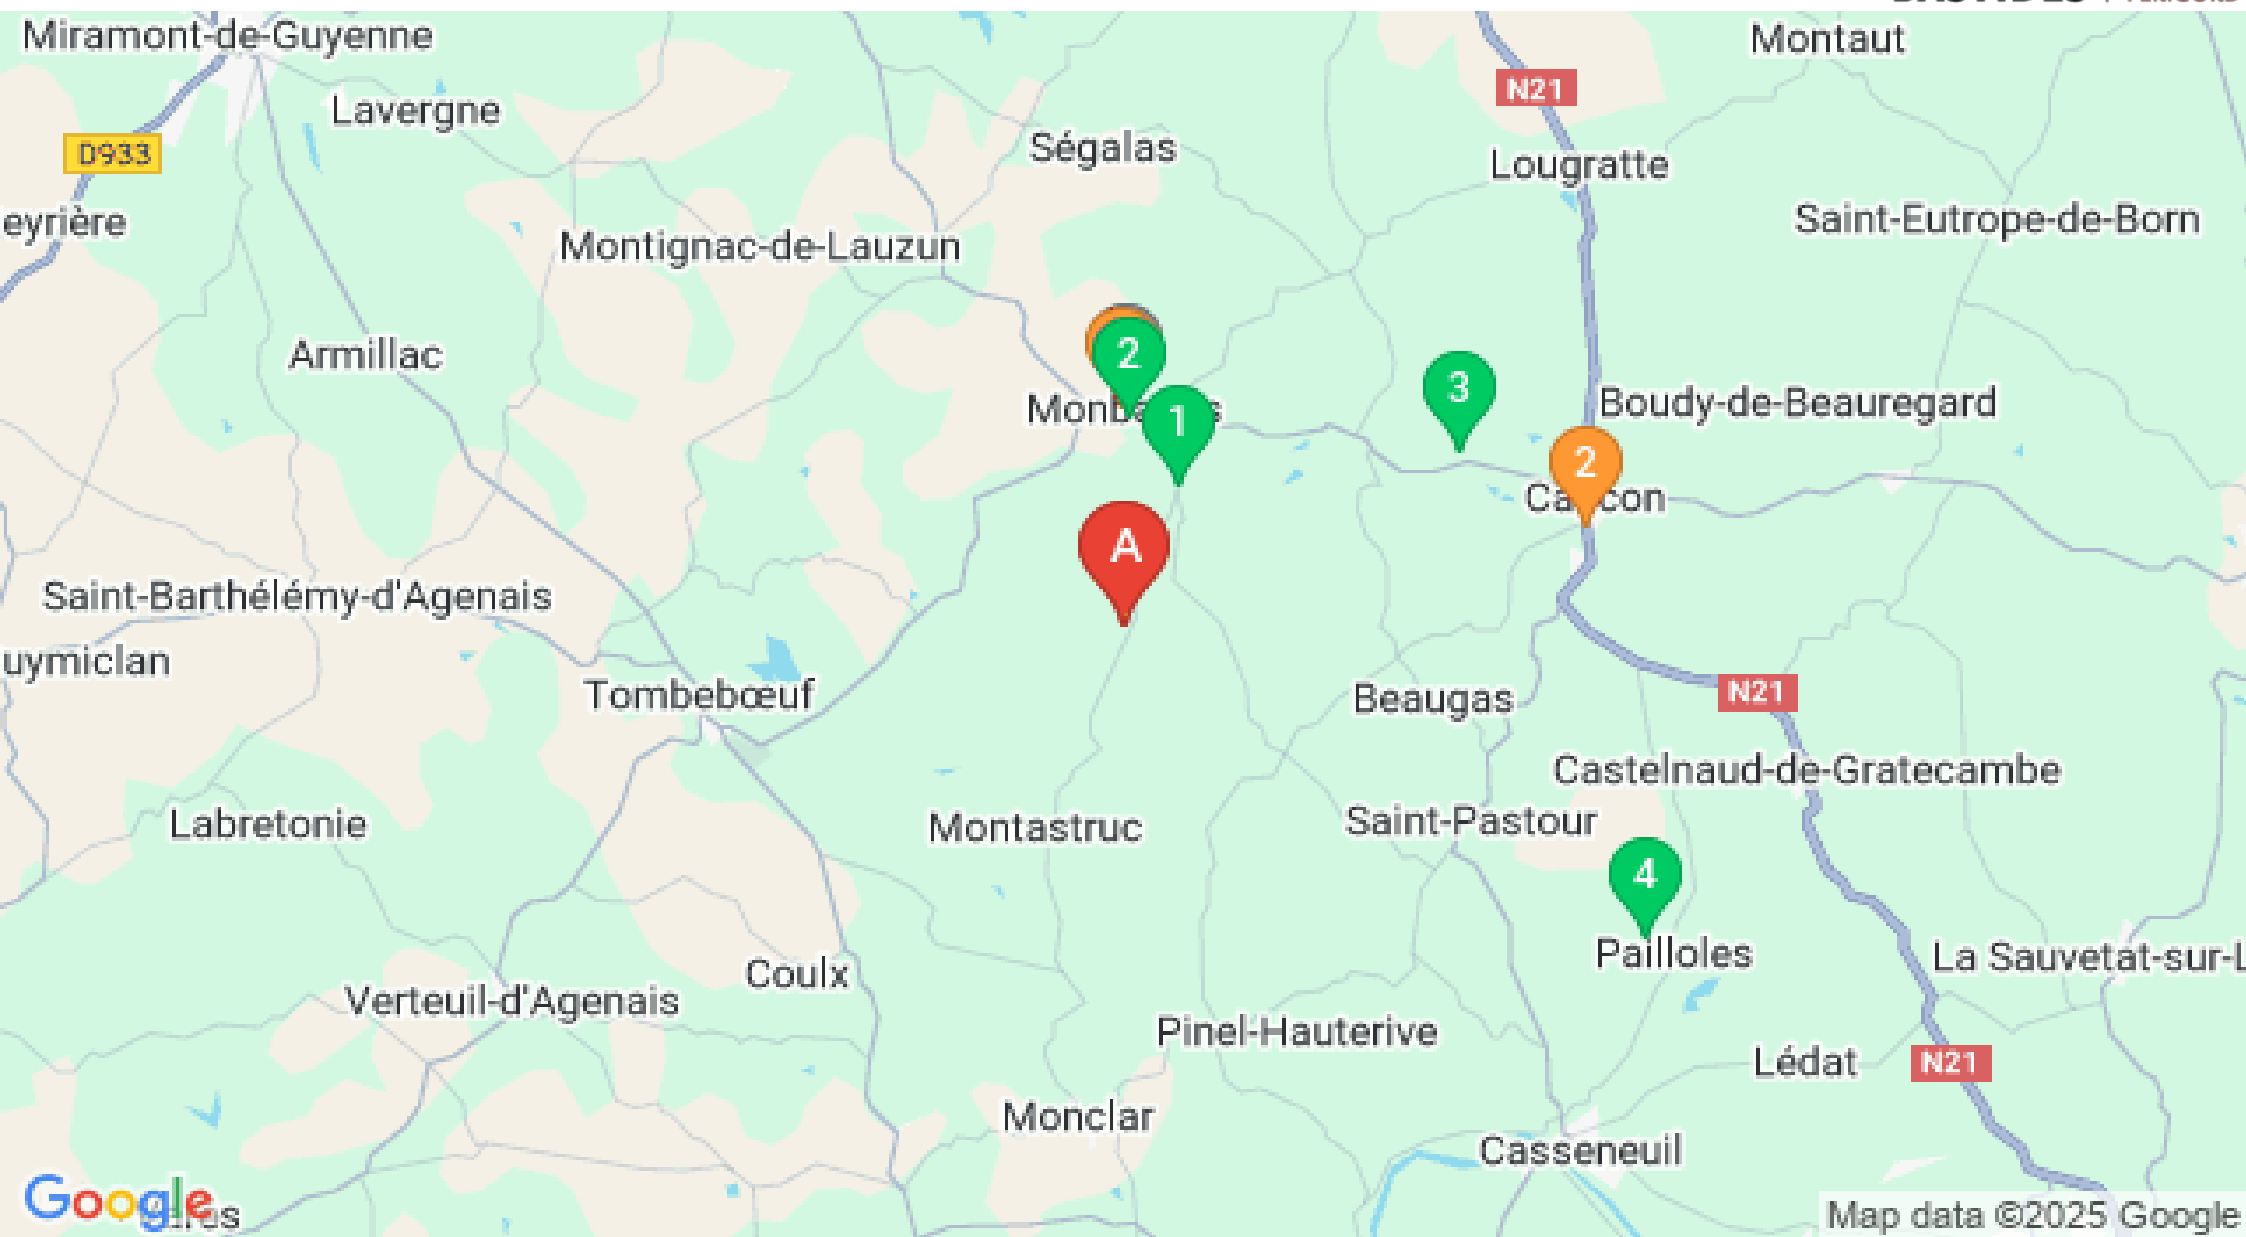 Miramont-de-Guyenne
Montaut
N21
Lavergne
D933
Ségalas
Lougratte
eyrière
Saint-Eutrope-de-Born
Montignac-de-Lauzun
Armillac
2
3
1
Boudy-de-Beauregard
2
A
Saint-Barthélémy-d'Agenais
uymiclan
Tombebœuf
Beaugas
N21
Castelnaud-de-Gratecambe
Labretonie
Montastruc
Saint-Pastour
4
Pailloles
La Sauvetat-sur-L
Coulx
Verteuil-d'Agenais
Pinel-Hauterive
Lédat
N21
Monclar
Casseneuil
Google
Map data ©2025 Google